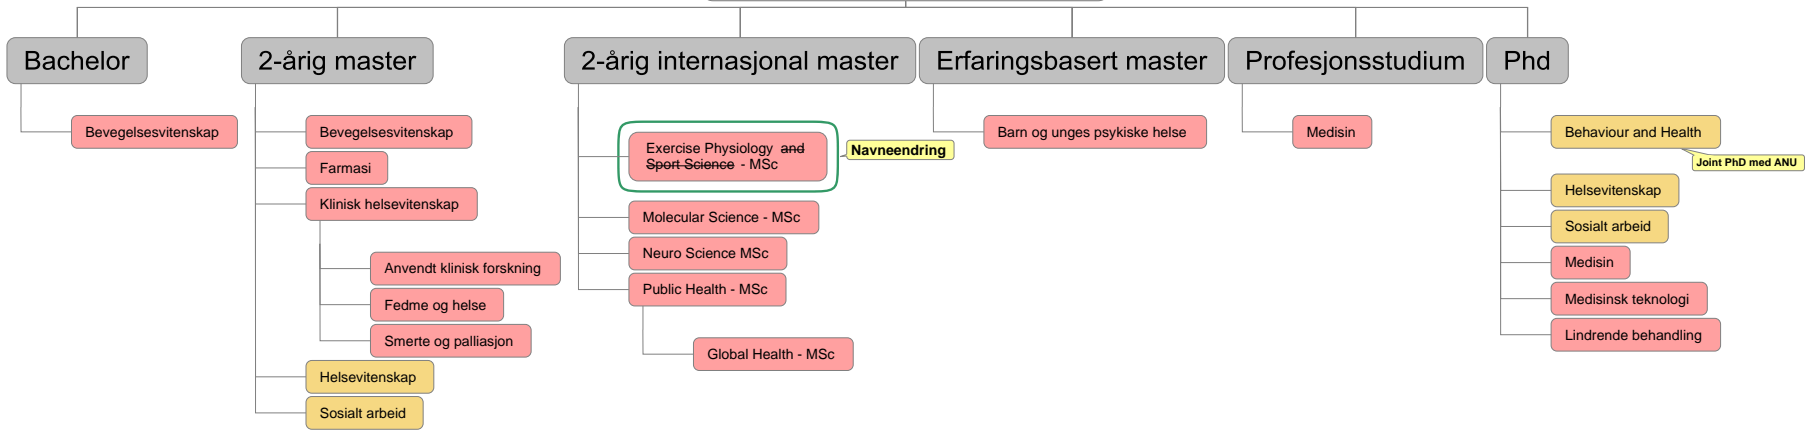 Bachelor
Bevegelsesvitenskap
2-årig master
Bevegelsesvitenskap
Farmasi
Klinisk helsevitenskap
Anvendt klinisk forskning
Fedme og helse
Smerte og palliasjon
Helsevitenskap
Sosialt arbeid
2-årig internasjonal master
Exercise Physiology and
Sport Science - MSc
Navneendring
Molecular Science - MSc
Neuro Science MSc
Public Health - MSc
Global Health - MSc
Erfaringsbasert master
Barn og unges psykiske helse
Profesjonsstudium
Medisin
Phd
Behaviour and Health
Joint PhD med ANU
Helsevitenskap
Sosialt arbeid
Medisin
Medisinsk teknologi
Lindrende behandling